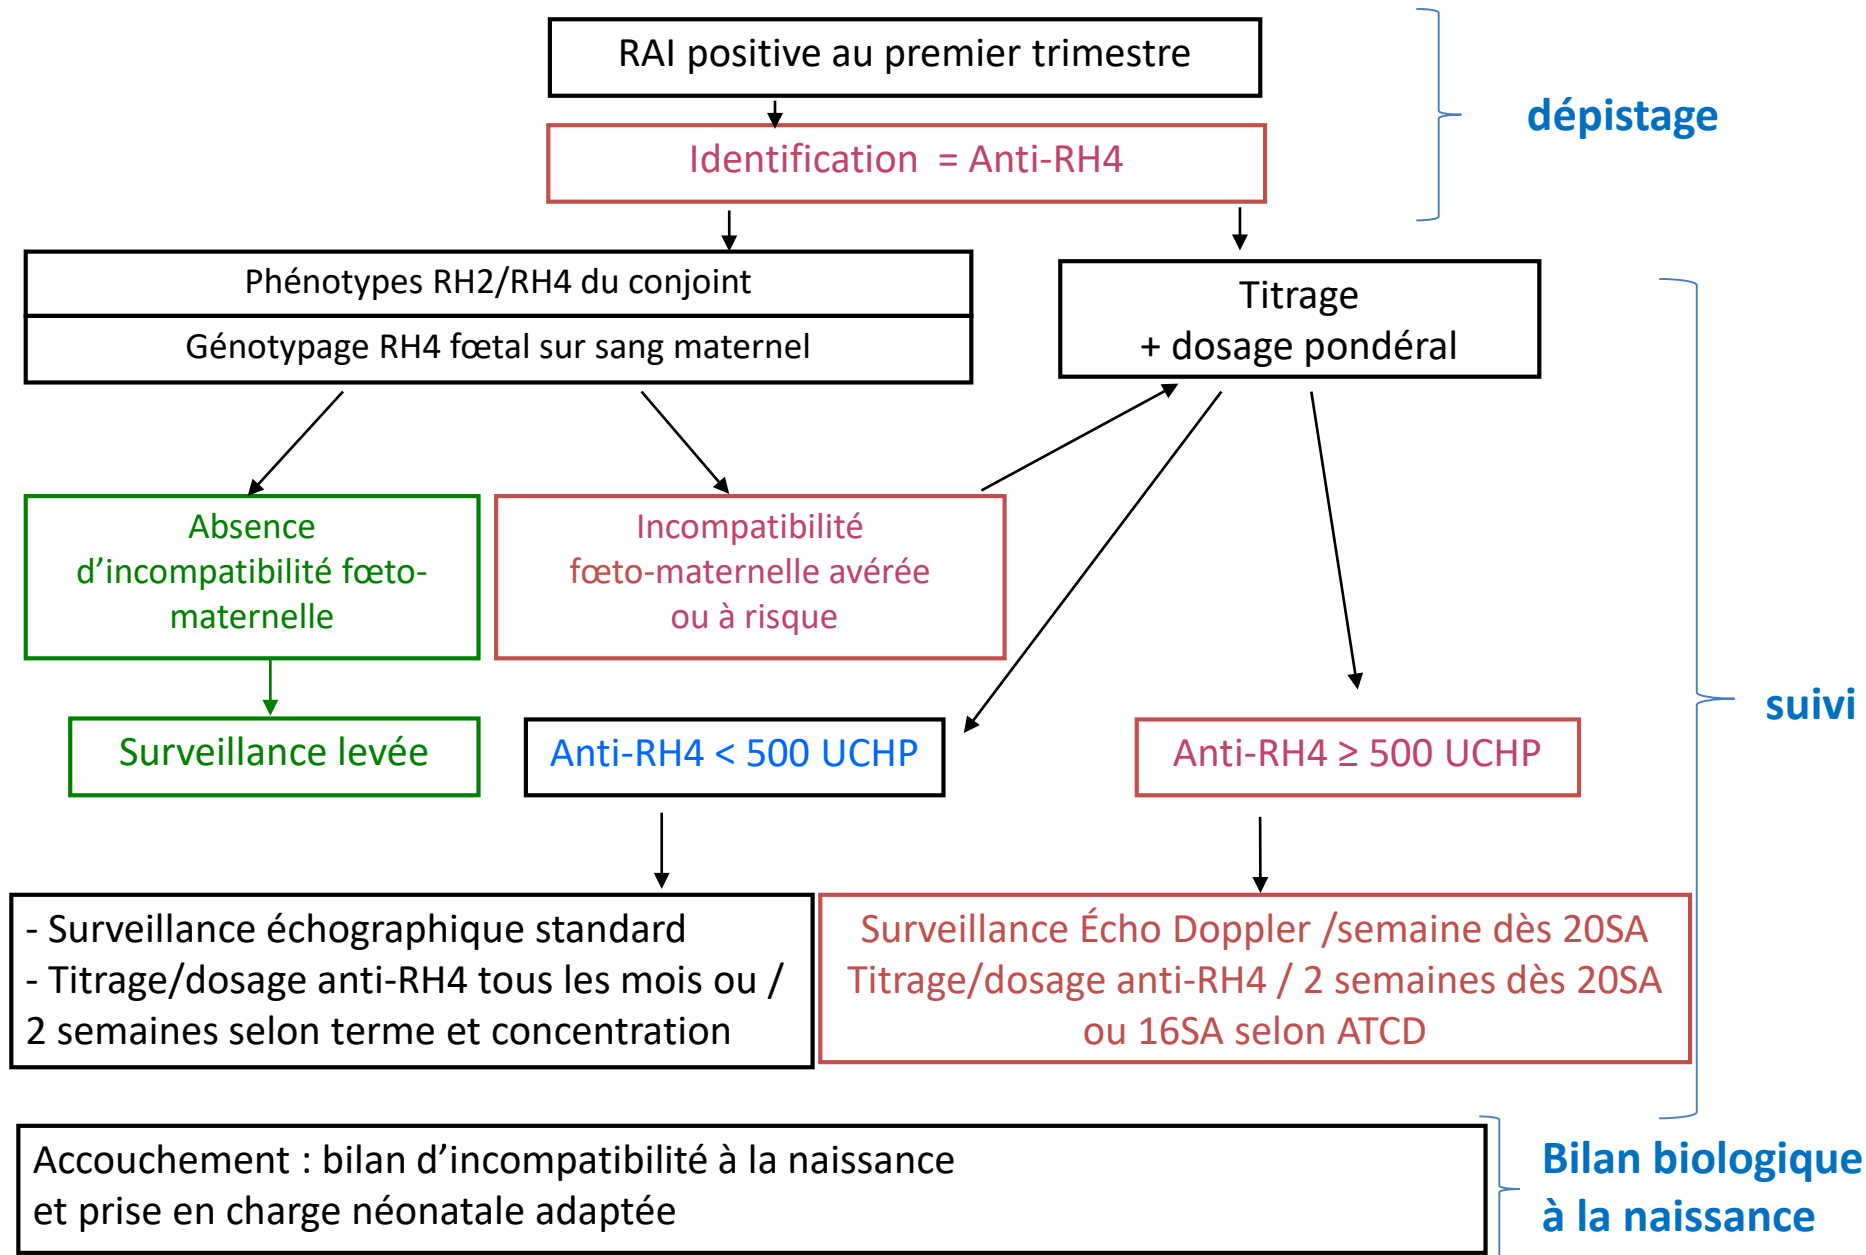 RAI positive au premier trimestre
dépistage
Identification = Anti-RH4
Phénotypes RH2/RH4 du conjoint
Génotypage RH4 fœtal sur sang maternel
Titrage
+ dosage pondéral
Absence
d’incompatibilité fœto-
maternelle
Incompatibilité
fœto-maternelle avérée
ou à risque
suivi
Surveillance levée
Anti-RH4 < 500 UCHP
Anti-RH4 ≥ 500 UCHP
- Surveillance échographique standard
- Titrage/dosage anti-RH4 tous les mois ou /
2 semaines selon terme et concentration
Surveillance Écho Doppler /semaine dès 20SA
Titrage/dosage anti-RH4 / 2 semaines dès 20SA
ou 16SA selon ATCD
Accouchement : bilan d’incompatibilité à la naissance
et prise en charge néonatale adaptée
Bilan biologique
à la naissance